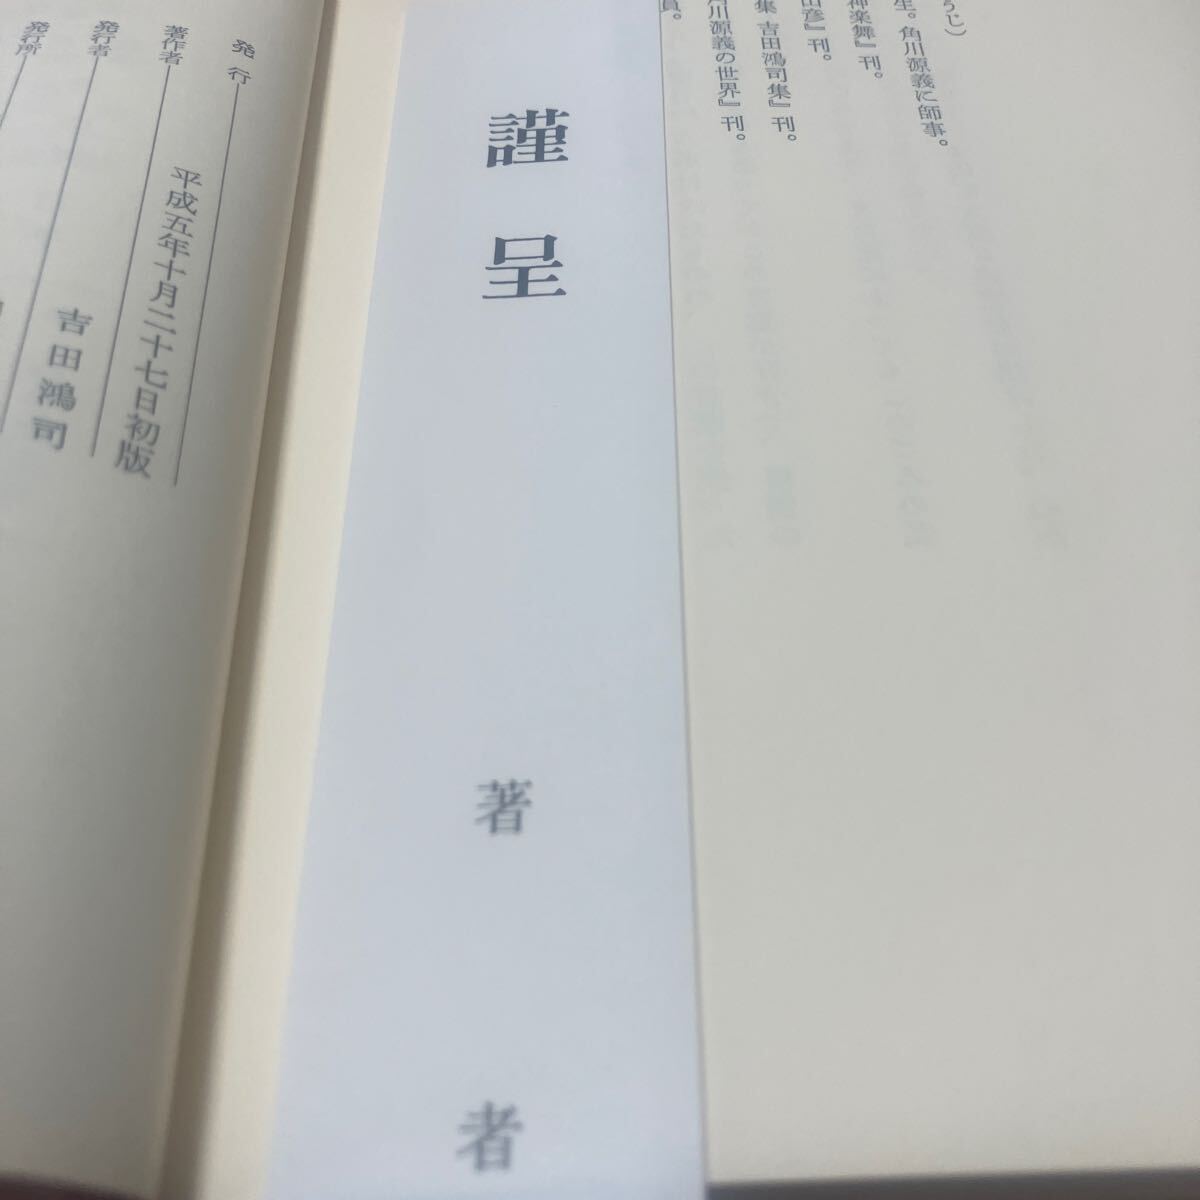 うじ)
生。角川源義に師事。
神楽舞』刊。
山彦』刊。
集 吉田鴻司集』刊。
川源義の世界』刊。
員。
謹呈
著者
発行
平成五年十月二十七日初版
著作者
吉田鴻司
発行者
発行所